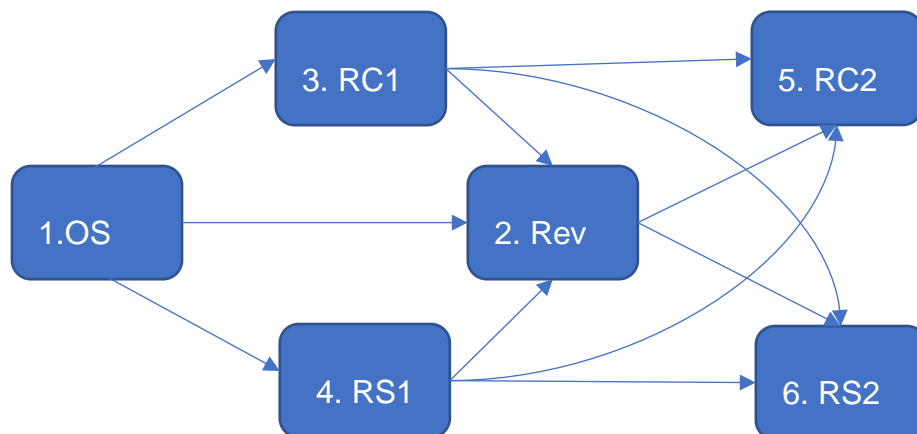 3. RC1
5. RC2
1.OS
2. Rev
4. RS1
6. RS2